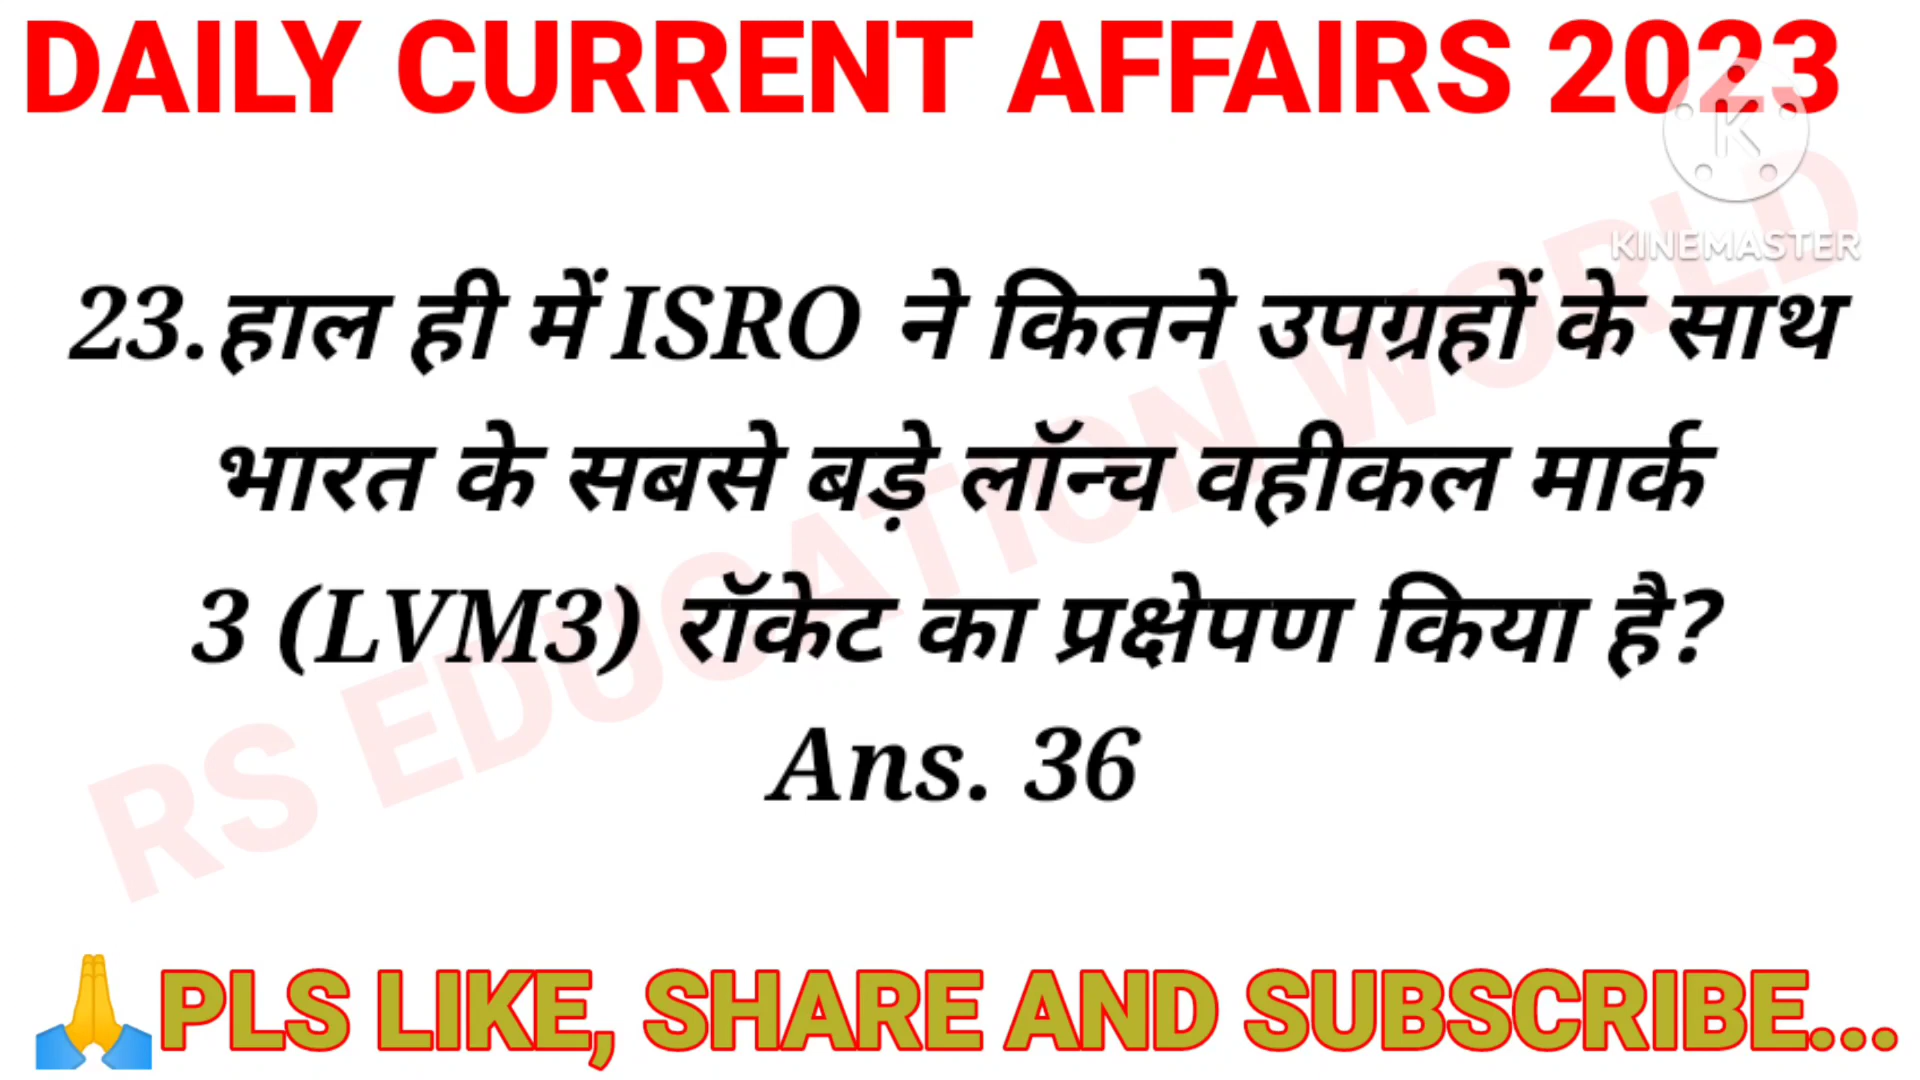 DAILY CURRENT AFFAIRS 2023
KINEMASTER
23.हाल ही में ISRO ने कितने उपग्रहों के साथ
भारत के सबसे बड़े लॉन्च वहीकल मार्क
3 (LVM3) रॉकेट का प्रक्षेपण किया है?
Ans. 36
RS EDUCATION WORLD
🙏PLS LIKE, SHARE AND SUBSCRIBE...